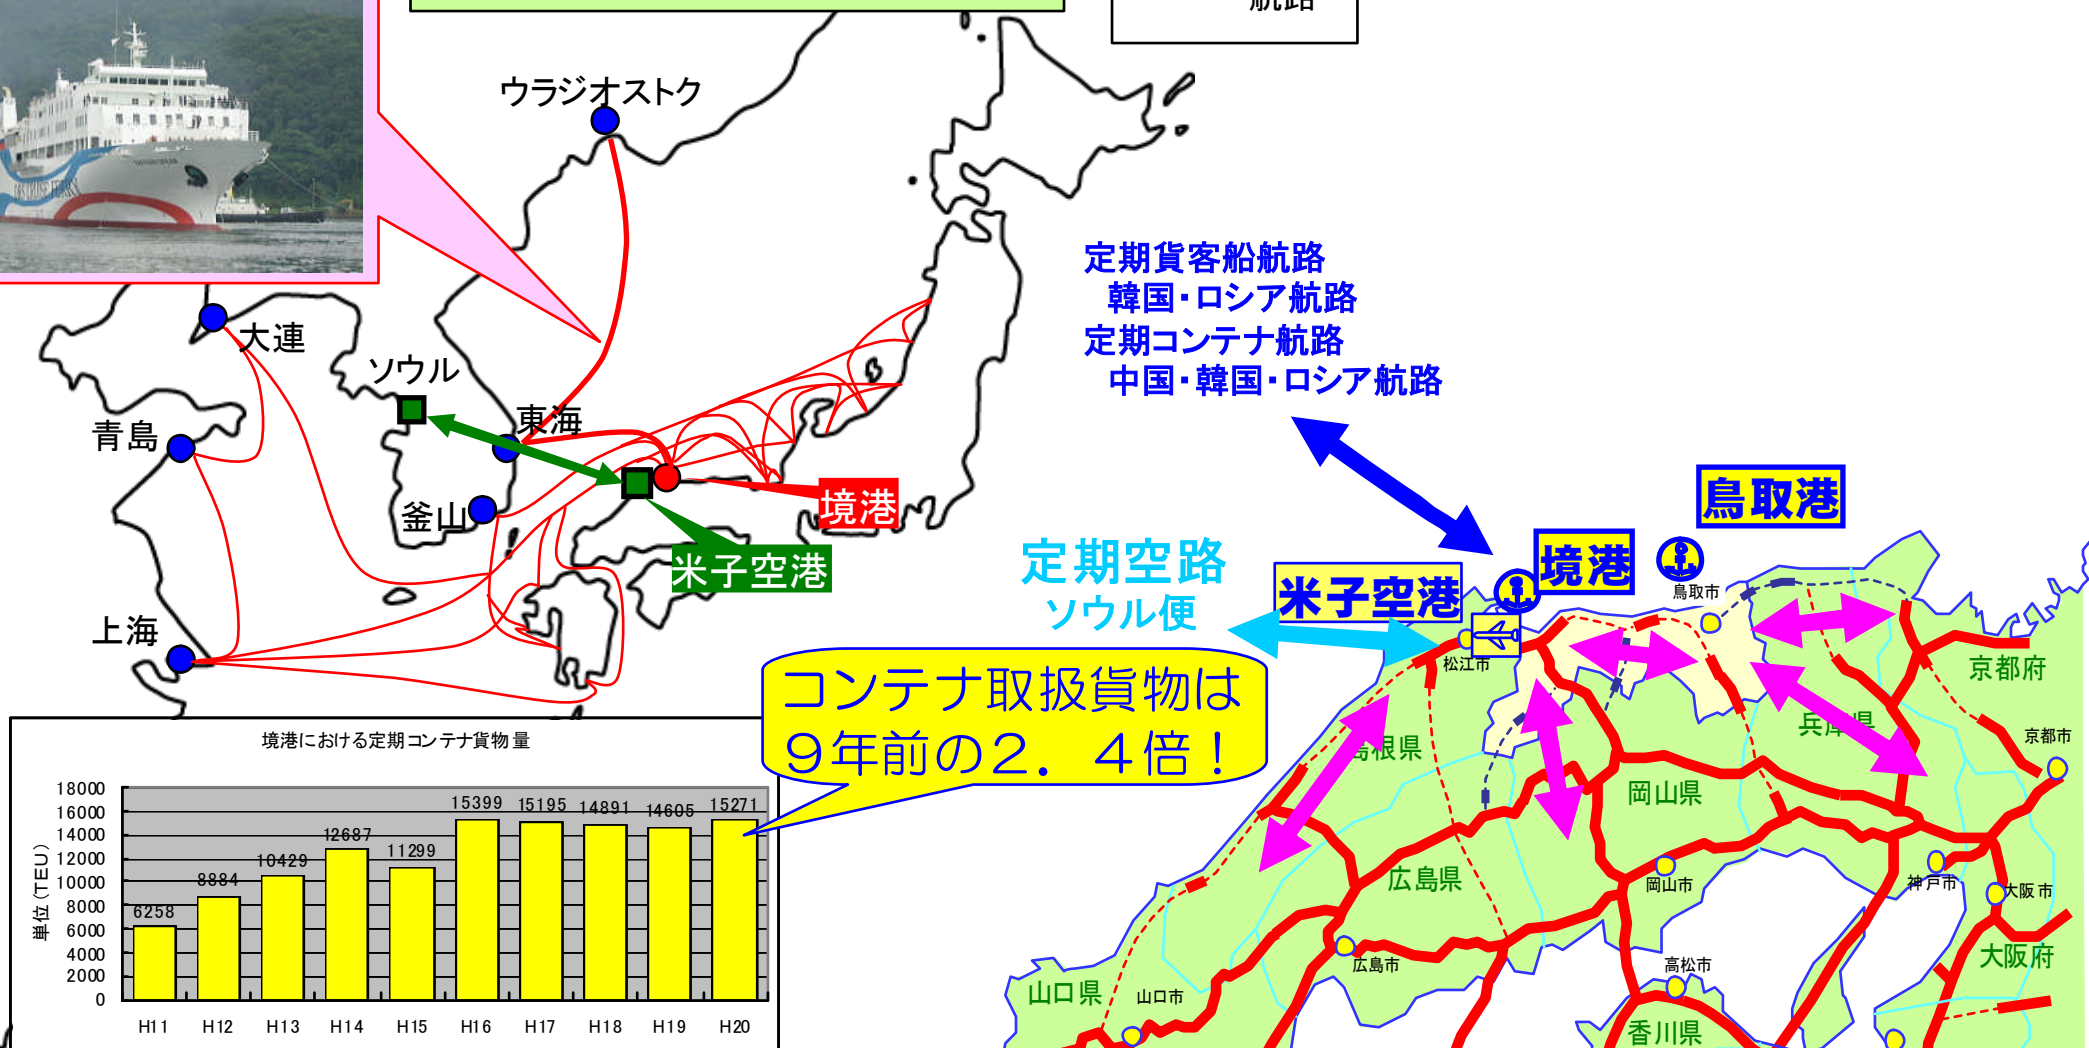 航路
ウラジオストク
定期貨客船航路
韓国・ロシア航路
定期コンテナ航路
中国・韓国・ロシア航路
大連
ソウル
東海
青島
釜山
境港
米子空港
上海
定期空路
ソウル便
米子空港
境港
鳥取港
鳥取市
松江市
京都府
兵庫県
京都市
島根県
岡山県
広島県
岡山市
神戸市
大阪市
大阪府
広島市
高松市
山口県
山口市
香川県
コンテナ取扱貨物は
9年前の2.4倍!
境港における定期コンテナ貨物量
単位(TEU)
18000
16000
14000
12000
10000
8000
6000
4000
2000
0
6258
8884
10429
12687
11299
15399
15195
14891
14605
15271
H11
H12
H13
H14
H15
H16
H17
H18
H19
H20